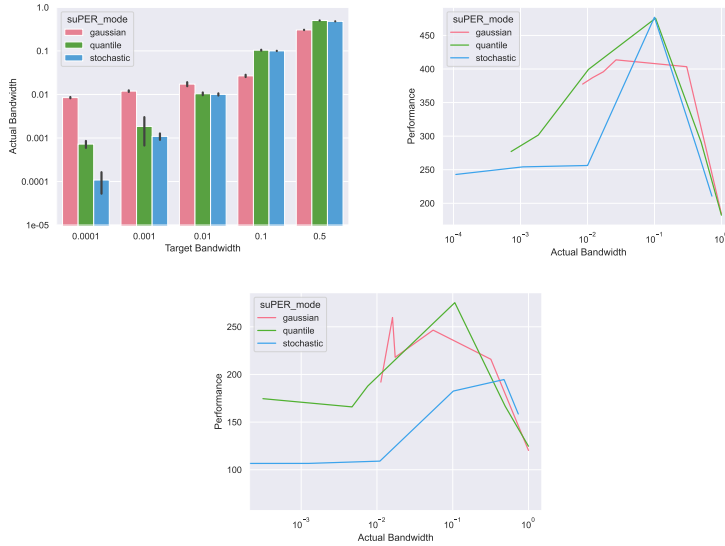 1.0
0.1
0.01
0.001
0.0001
1e-05
Actual Bandwidth
suPER_mode
gaussian
quantile
stochastic
0.0001 0.001 0.01 0.1 0.5
Target Bandwidth
450
400
350
300
250
200
Performance
suPER_mode
gaussian
quantile
stochastic
10⁻⁴ 10⁻³ 10⁻² 10⁻¹ 10⁰
Actual Bandwidth
250
200
150
100
Performance
suPER_mode
gaussian
quantile
stochastic
10⁻³ 10⁻² 10⁻¹ 10⁰
Actual Bandwidth